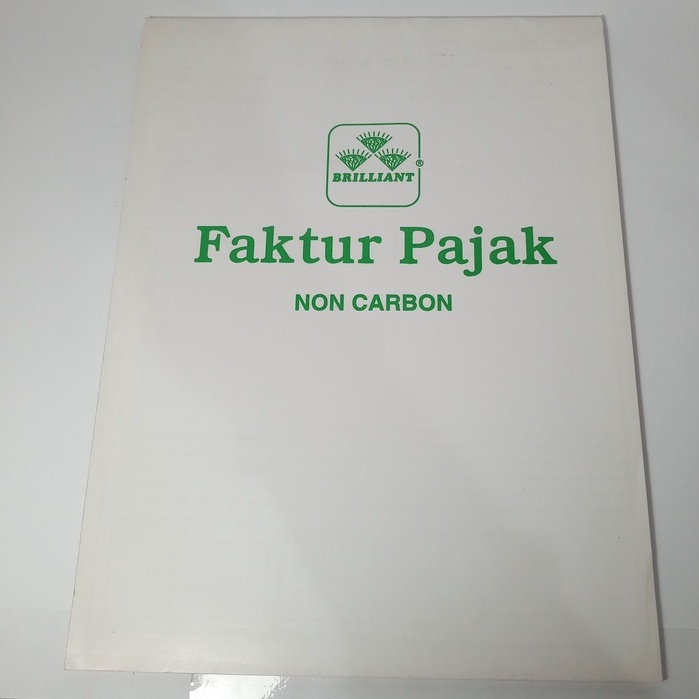 BRILLIANT ®
Faktur Pajak
NON CARBON